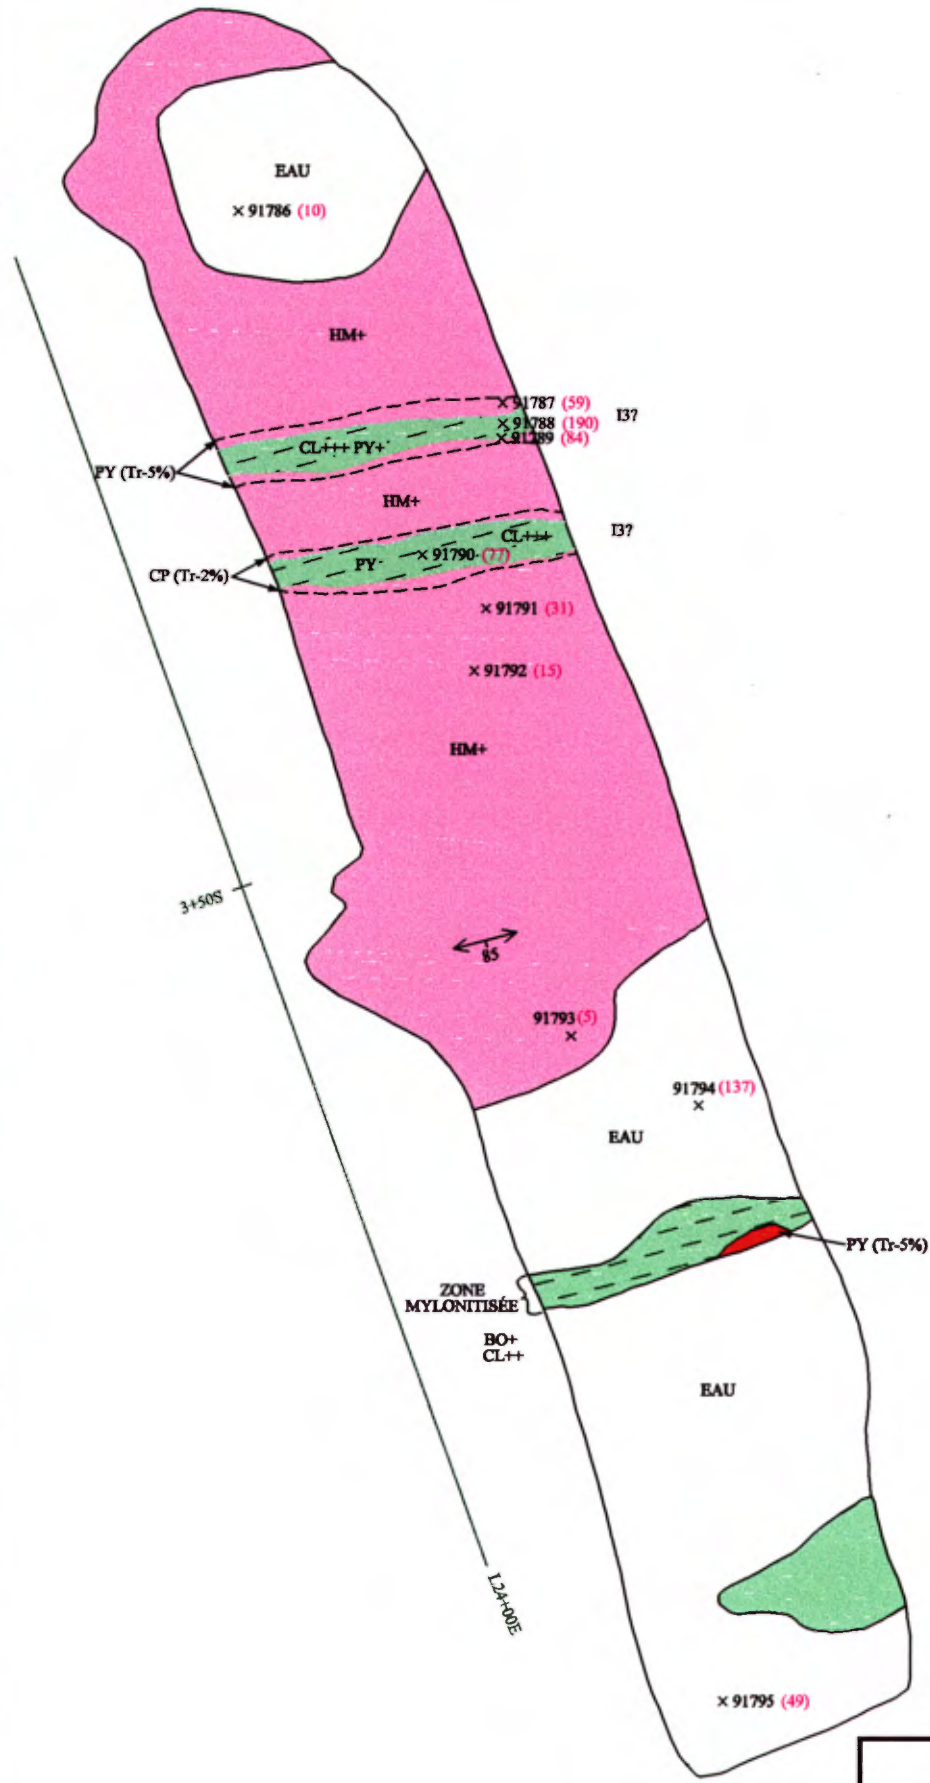 EAU
× 91786 (10)
HM+
× 91787 (59)
I3?
× 91788 (190)
× 91789 (84)
CL+++ PY+
PY (Tr-5%)
HM+
CL+++
I3?
× 91790 (77)
PY
CP (Tr-2%)
× 91791 (31)
× 91792 (15)
HM+
3+50S
85
91793 (5)
×
91794 (137)
×
EAU
PY (Tr-5%)
ZONE
MYLONITISÉE
BO+
CL++
EAU
L24+00E
× 91795 (49)